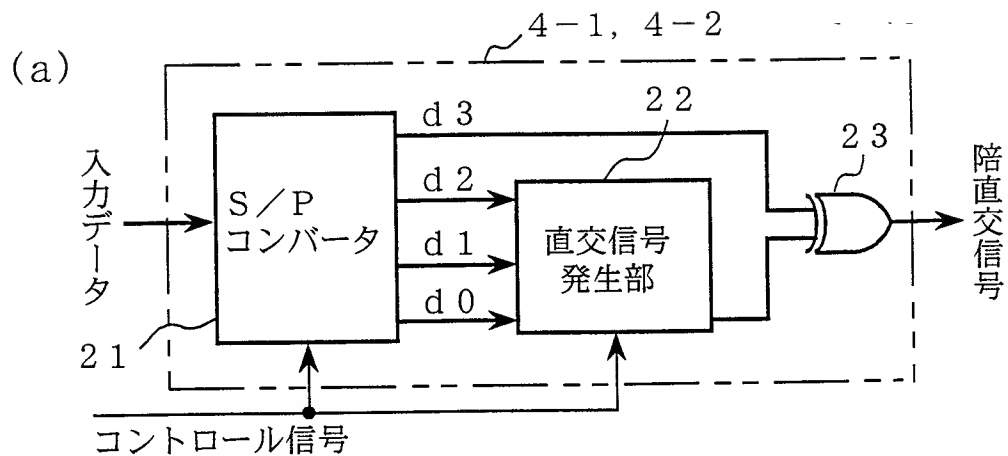 4-1, 4-2
(a)
入力データ
S/P
コンバータ
21
d3
d2
d1
d0
22
直交信号
発生部
23
陪直交信号
コントロール信号